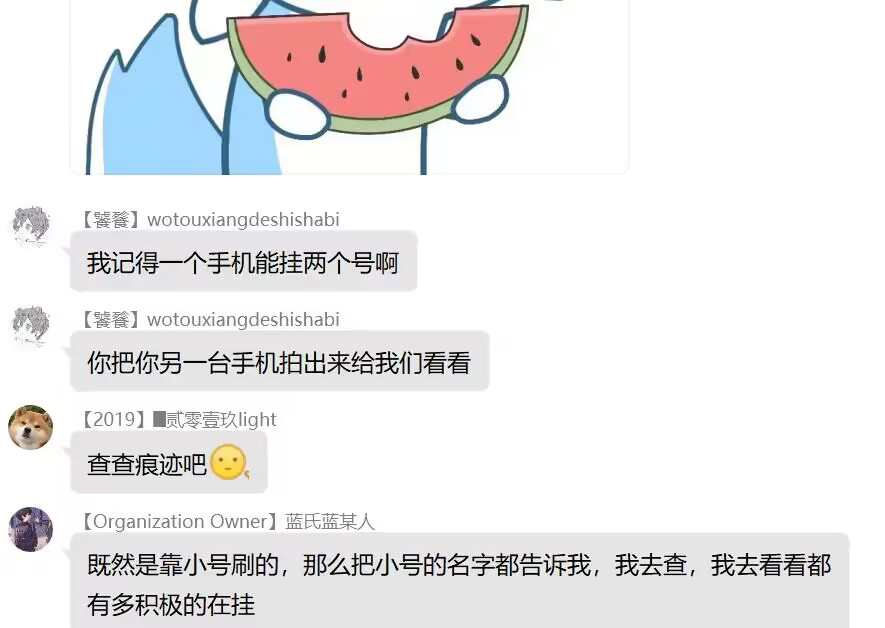 【饕餮】wotouxiangdeshishabi
我记得一个手机能挂两个号啊
【饕餮】wotouxiangdeshishabi
你把你另一台手机拍出来给我们看看
【2019】█贰零壹玖light
查查痕迹吧
【Organization Owner】蓝氏蓝某人
既然是靠小号刷的，那么把小号的名字都告诉我，我去查，我去看看都
有多积极的在挂